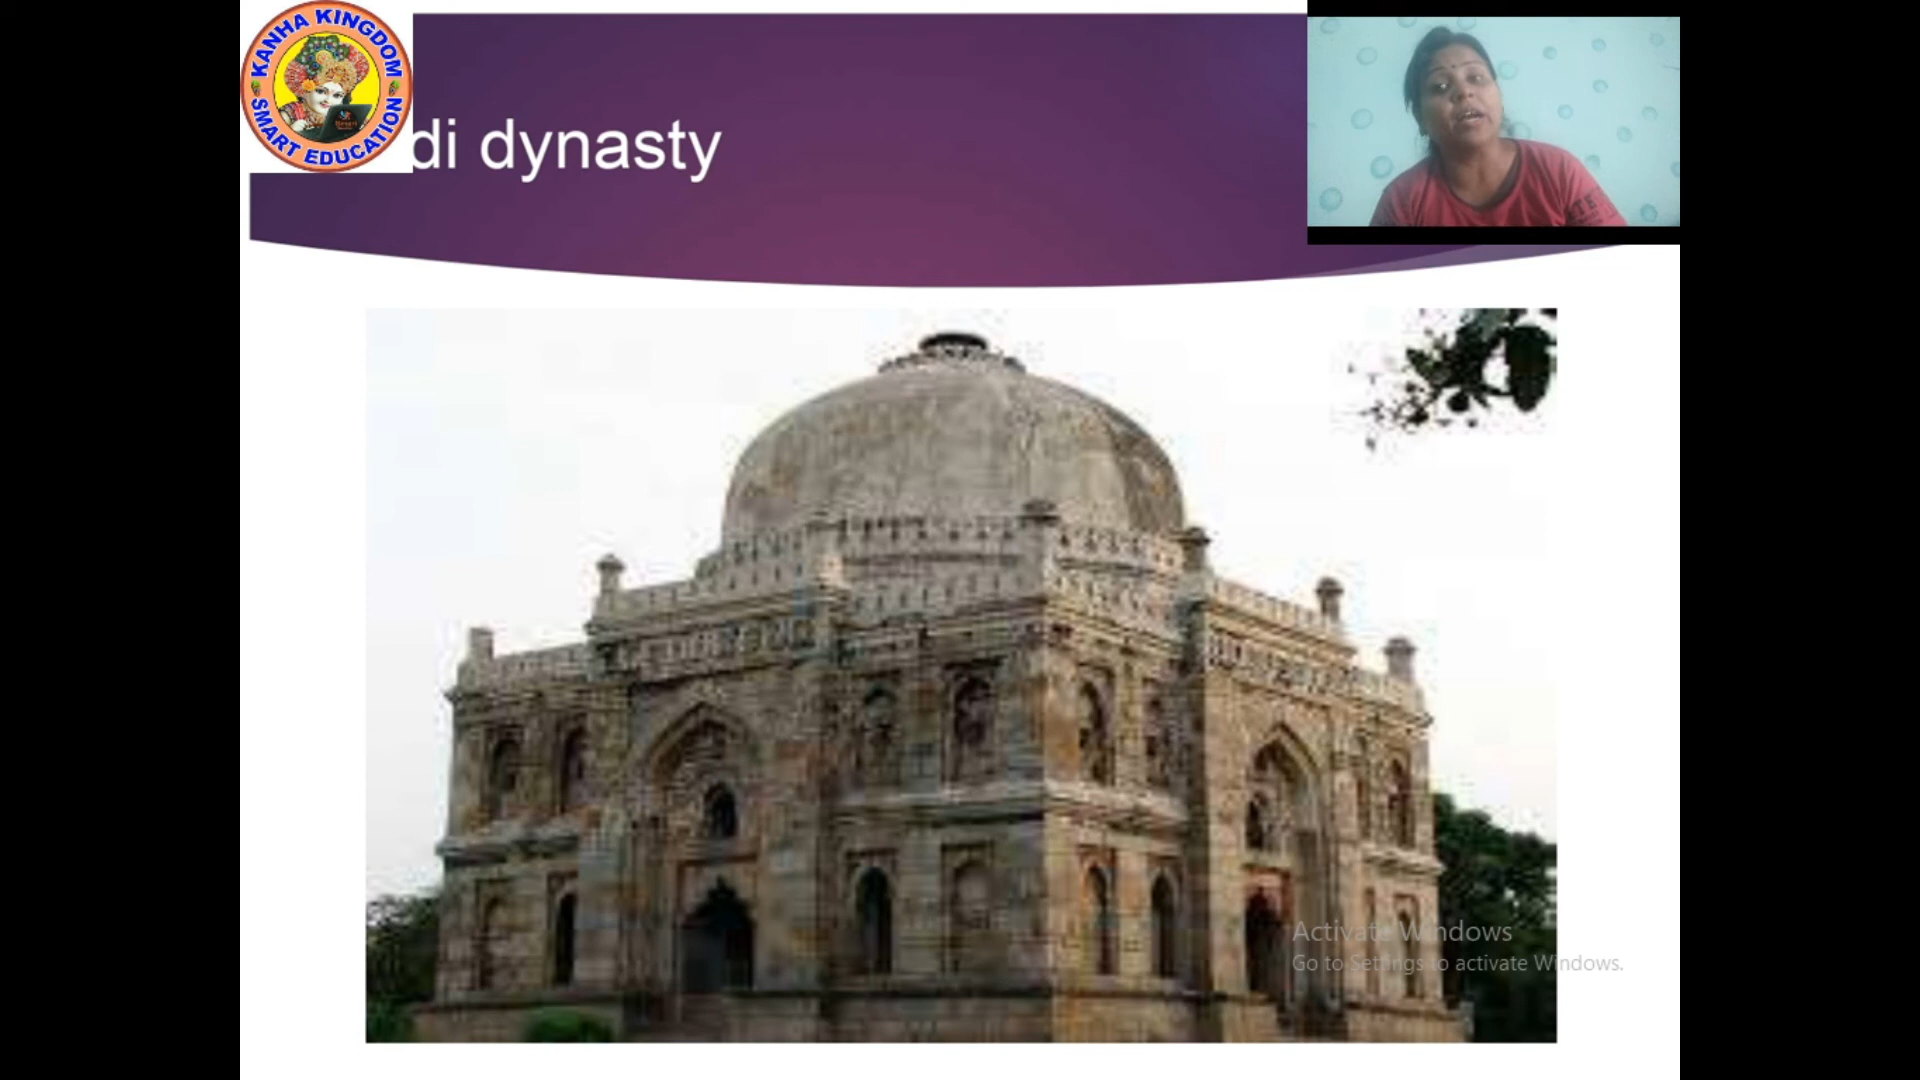 KANHA KINGDOM
SMART EDUCATION
di dynasty
Activate Windows
Go to Settings to activate Windows.